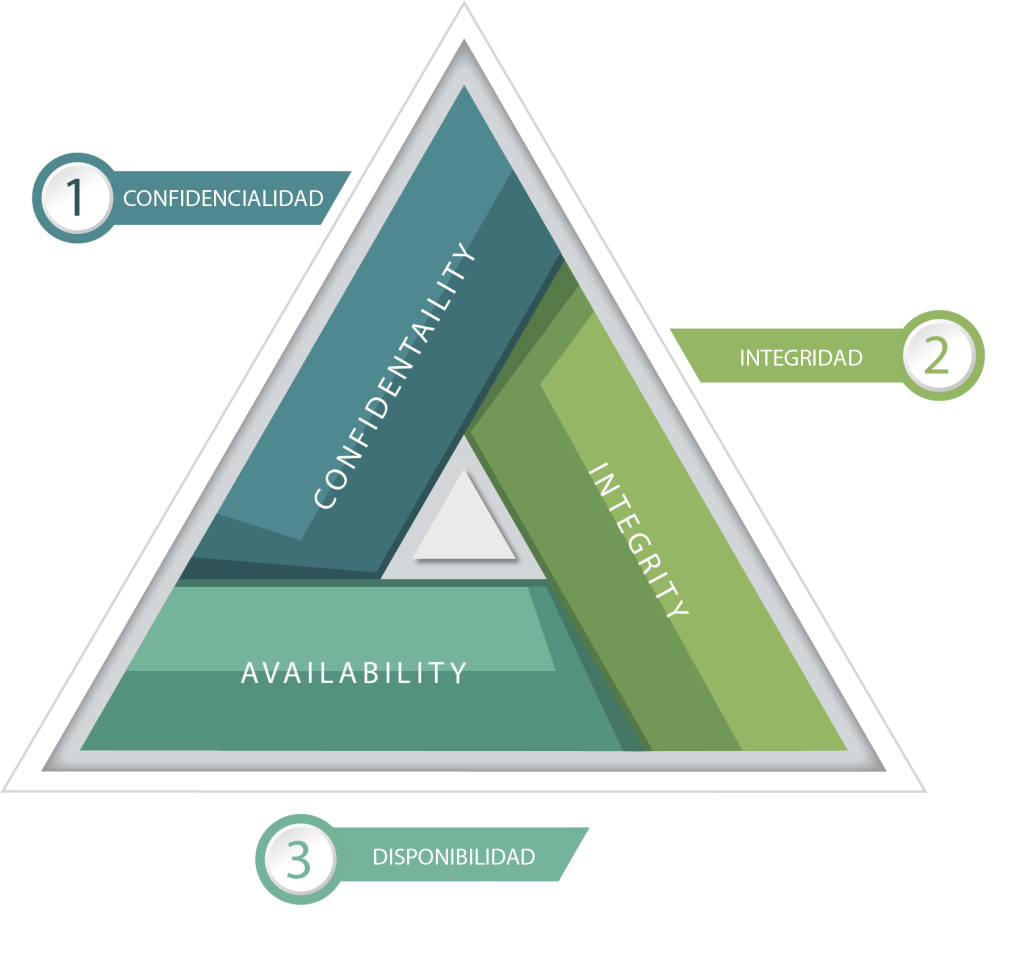 1
CONFIDENCIALIDAD
CONFIDENTAILITY
2
INTEGRIDAD
INTEGRITY
AVAILABILITY
3
DISPONIBILIDAD